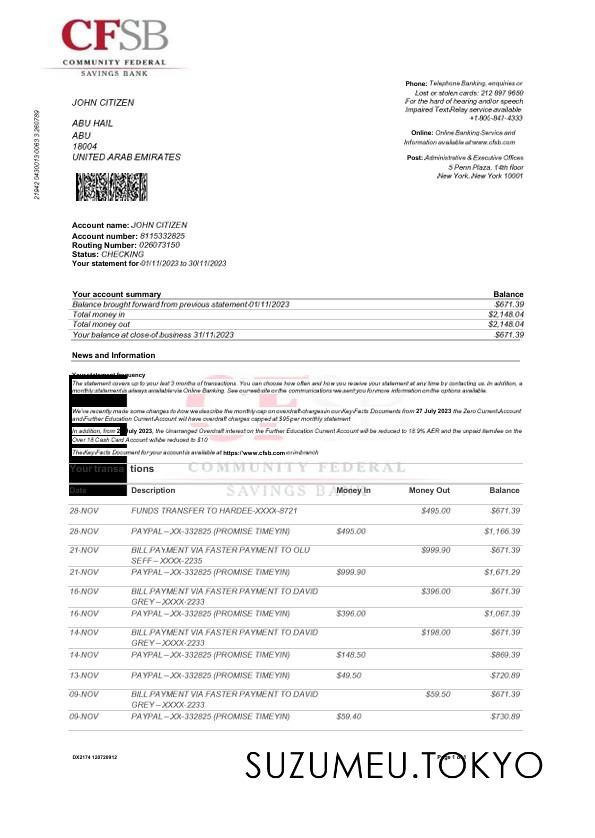 CFSB
COMMUNITY FEDERAL
SAVINGS BANK
Phone: Telephone Banking, enquiries or
Lost or stolen cards: 212 897 9650
For the hard of hearing and/or speech
Impaired Text Relay service available
+1-800-841-4333
Online: Online Banking Service and
Information available at www.cfsb.com
Post: Administrative & Executive Offices
5 Penn Plaza, 14th floor
New York, New York 10001
JOHN CITIZEN
ABU HAIL
ABU
18004
UNITED ARAB EMIRATES
21942 0430013 0063 3 260789
Account name: JOHN CITIZEN
Account number: 8115332825
Routing Number: 026073150
Status: CHECKING
Your statement for 01/11/2023 to 30/11/2023
Your account summary Balance
Balance brought forward from previous statement 01/11/2023 $671.39
Total money in $2,148.04
Total money out $2,148.04
Your balance at close of business 31/11/2023 $671.39
News and Information
Your statement frequency
The statement covers up to your last 3 months of transactions. You can choose how often and how you receive your statement at any time by contacting us. In addition, a
monthly statement is always available via Online Banking. See our website or the communications we sent you for more information on the options available.
We've recently made some changes to how we describe the monthly cap on overdraft charges in our Key Facts Documents from 27 July 2023 the Zero Current Account
and Further Education Current Account will have overdraft charges capped at $95 per monthly statement
In addition, from 2 July 2023, the Unarranged Overdraft interest on the Further Education Current Account will be reduced to 18.9% AER and the unpaid item fee on the
Over 18 Cash Card Account will be reduced to $10
The Key Facts Document for your accounts available at https://www.cfsb.com or in branch
CFSB
COMMUNITY FEDERAL
SAVINGS BANK
Your transactions
Date Description Money In Money Out Balance
28-NOV FUNDS TRANSFER TO HARDEE-XXXX-8721 $495.00 $671.39
28-NOV PAYPAL – XX-332825 (PROMISE TIMEYIN) $495.00 $1,166.39
21-NOV BILL PAYMENT VIA FASTER PAYMENT TO OLU $999.90 $671.39
SEFF – XXXX-2235
21-NOV PAYPAL – XX-332825 (PROMISE TIMEYIN) $999.90 $1,671.29
16-NOV BILL PAYMENT VIA FASTER PAYMENT TO DAVID $396.00 $671.39
GREY – XXXX-2233
16-NOV PAYPAL – XX-332825 (PROMISE TIMEYIN) $396.00 $1,067.39
14-NOV BILL PAYMENT VIA FASTER PAYMENT TO DAVID $198.00 $671.39
GREY – XXXX-2233
14-NOV PAYPAL – XX-332825 (PROMISE TIMEYIN) $148.50 $869.39
13-NOV PAYPAL – XX-332825 (PROMISE TIMEYIN) $49.50 $720.89
09-NOV BILL PAYMENT VIA FASTER PAYMENT TO DAVID $59.50 $671.39
GREY – XXXX-2233
09-NOV PAYPAL – XX-332825 (PROMISE TIMEYIN) $59.40 $730.89
DX2174 120720912
SUZUMEU.TOKYO